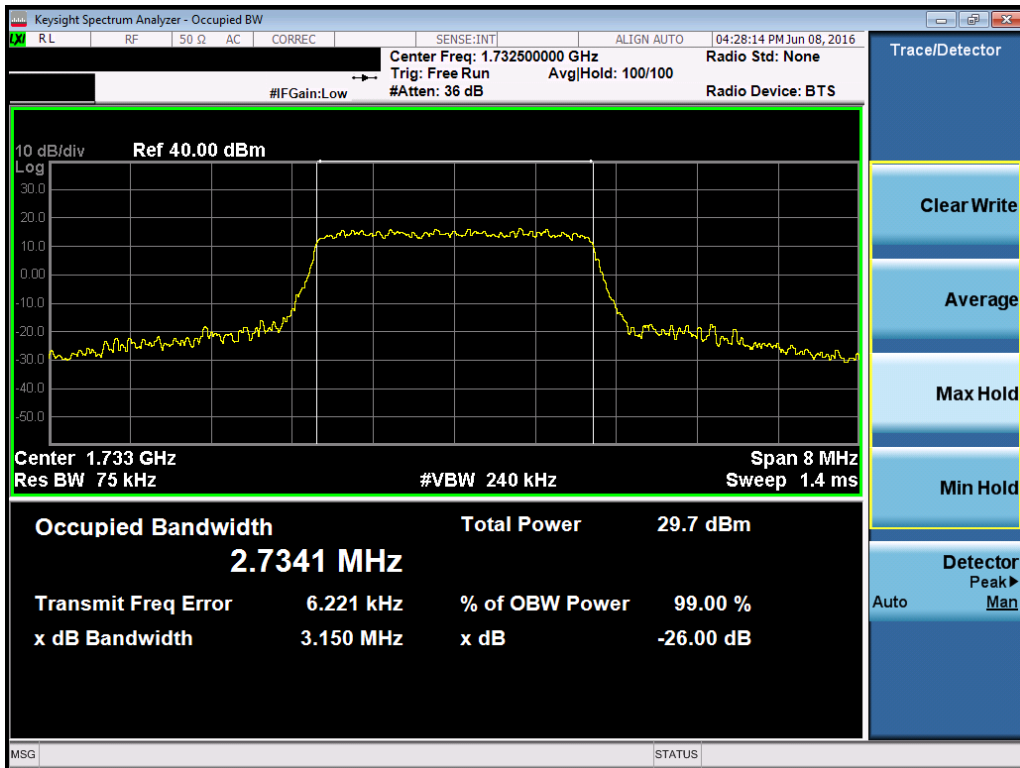 Keysight Spectrum Analyzer - Occupied BW
LXI RL RF 50 Ω AC CORREC SENSE:INT ALIGN AUTO 04:28:14 PM Jun 08, 2016
Center Freq: 1.732500000 GHz Radio Std: None
Trig: Free Run Avg|Hold: 100/100
#IFGain:Low #Atten: 36 dB Radio Device: BTS
10 dB/div Ref 40.00 dBm
Log
30.0
20.0
10.0
0.00
-10.0
-20.0
-30.0
-40.0
-50.0
Center 1.733 GHz Span 8 MHz
Res BW 75 kHz #VBW 240 kHz Sweep 1.4 ms
Occupied Bandwidth Total Power 29.7 dBm
2.7341 MHz
Transmit Freq Error 6.221 kHz % of OBW Power 99.00 %
x dB Bandwidth 3.150 MHz x dB -26.00 dB
MSG STATUS
Trace/Detector
Clear Write
Average
Max Hold
Min Hold
Detector
Peak▶
Auto Man